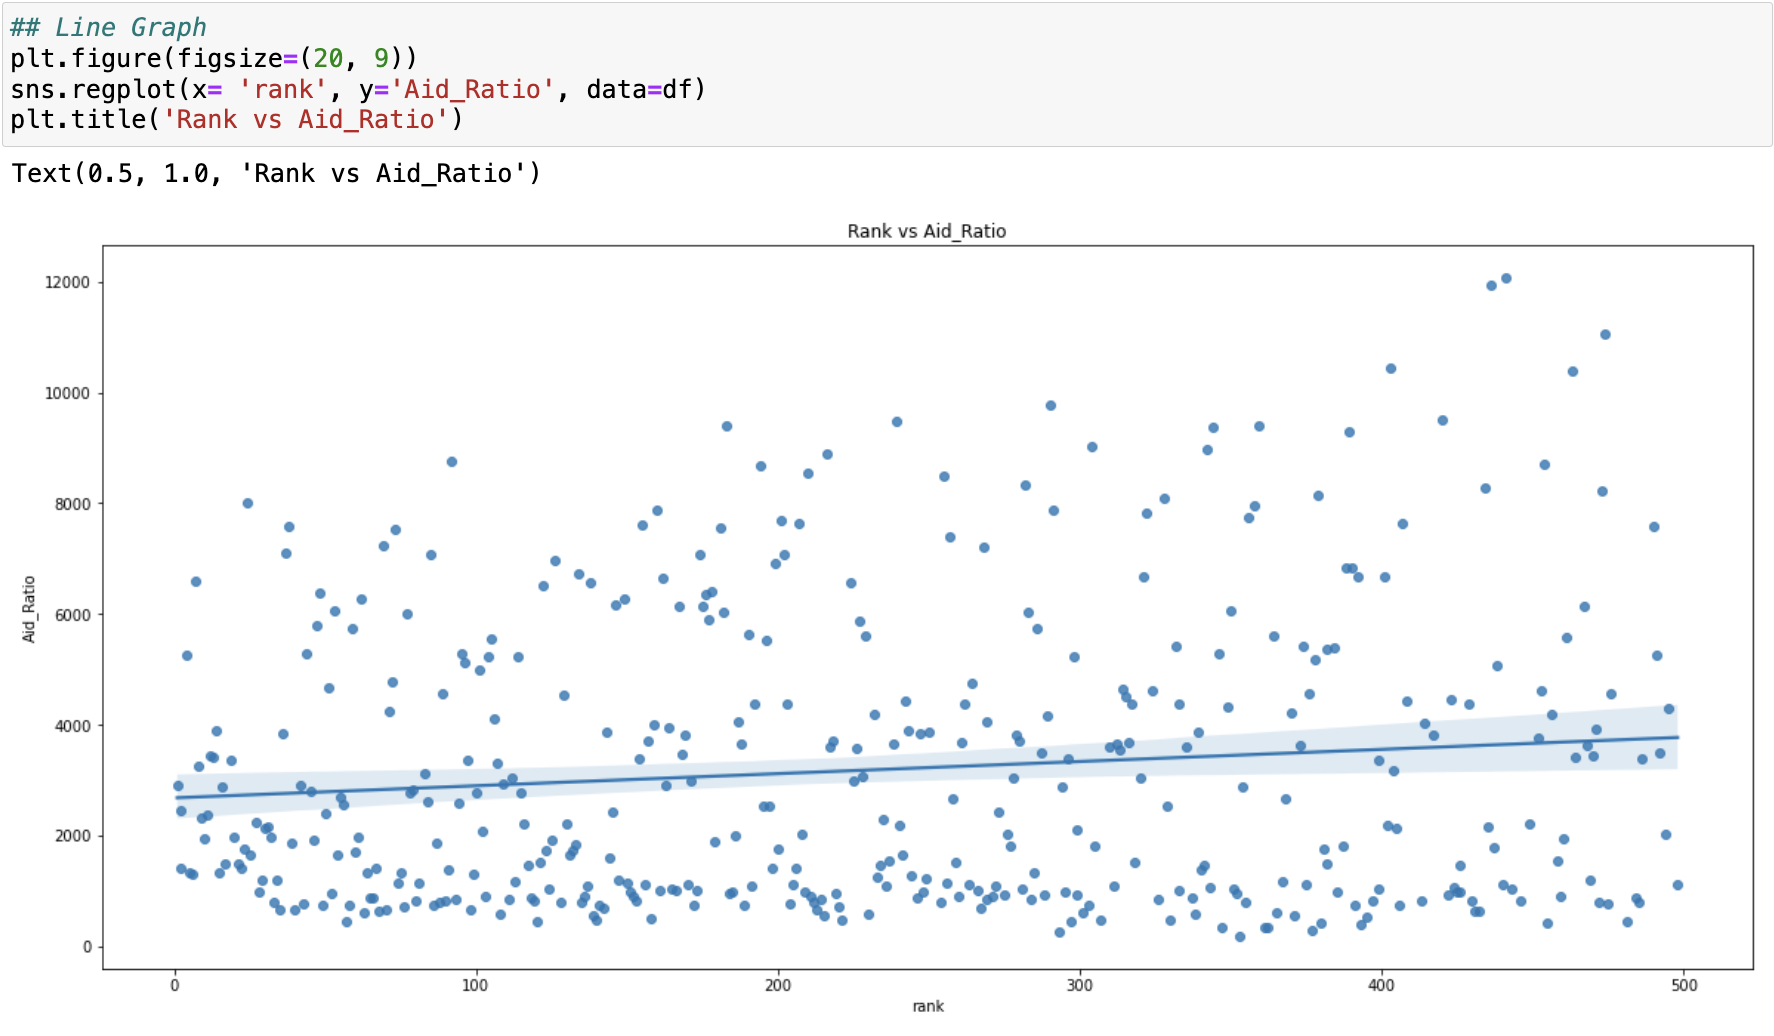 ## Line Graph
plt.figure(figsize=(20, 9))
sns.regplot(x= 'rank', y='Aid_Ratio', data=df)
plt.title('Rank vs Aid_Ratio')
Text(0.5, 1.0, 'Rank vs Aid_Ratio')
Rank vs Aid_Ratio
12000
10000
8000
6000
4000
2000
0
Aid_Ratio
0 100 200 300 400 500
rank